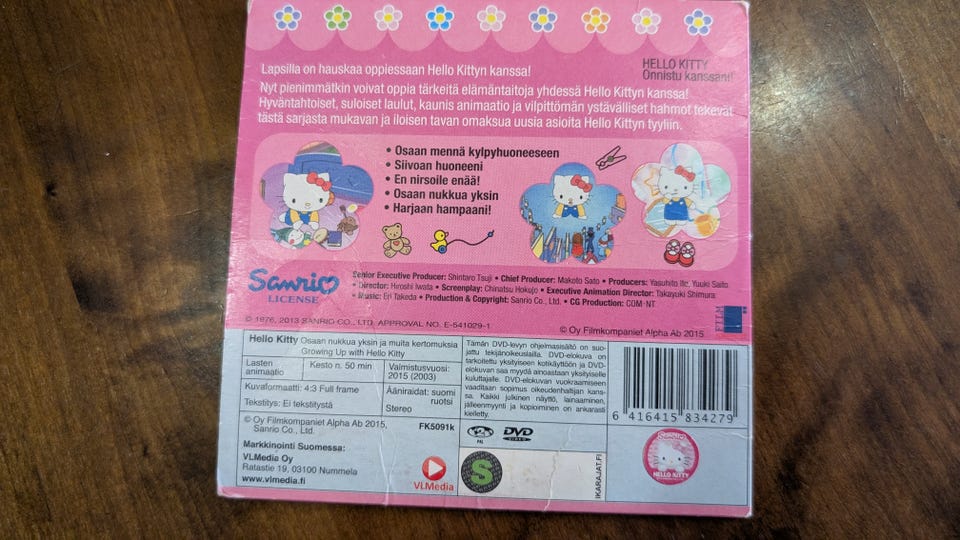 HELLO KITTY
Onnistu kanssani!
Lapsilla on hauskaa oppiessaan Hello Kittyn kanssa!
Nyt pienimmätkin voivat oppia tärkeitä elämäntaitoja yhdessä Hello Kittyn kanssa!
Hyväntahtoiset, suloiset laulut, kaunis animaatio ja vilpittömän ystävälliset hahmot tekevät
tästä sarjasta mukavan ja iloisen tavan omaksua uusia asioita Hello Kittyn tyyliin.
• Osaan mennä kylpyhuoneeseen
• Siivoan huoneeni
• En nirsoile enää!
• Osaan nukkua yksin
• Harjaan hampaani!
Sanrio
LICENSE
Senior Executive Producer: Shintaro Tsuji • Chief Producer: Makoto Sato • Producers: Yasuhito Ite, Yuuki Saito
• Director: Hiroshi Iwata • Screenplay: Chinatsu Hokujo • Executive Animation Director: Takayuki Shimura
• Music: Eri Takeda • Production & Copyright: Sanrio Co., Ltd. • CG Production: COM·NT
© 1976, 2013 SANRIO CO., LTD. APPROVAL NO. E-541029-1
© Oy Filmkompaniet Alpha Ab 2015
FILM
Hello Kitty Osaan nukkua yksin ja muita kertomuksia
Growing Up with Hello Kitty
Lasten
animaatio
Kesto n. 50 min
Valmistusvuosi:
2015 (2003)
Kuvaformaatti: 4:3 Full frame
Tekstitys: Ei tekstitystä
Ääniraidat: suomi
ruotsi
Stereo
© Oy Filmkompaniet Alpha Ab 2015,
Sanrio Co., Ltd.
FK5091k
Markkinointi Suomessa:
VLMedia Oy
Ratastie 19, 03100 Nummela
www.vlmedia.fi
VLMedia
Tämän DVD-levyn ohjelmasisältö on suo-
jattu tekijänoikeuslailla. DVD-elokuva on
tarkoitettu yksityiseen kotikäyttöön ja DVD-
elokuvan saa myydä ainoastaan yksityiselle
kuluttajalle. DVD-elokuvan vuokraamiseen
vaaditaan sopimus oikeudenhaltijan kans-
sa. Kaikki julkinen näyttö, lainaaminen,
jälleenmyynti ja kopioiminen on ankarasti
kielletty.
PAL
DVD
VIDEO
S
IKARAJAT.FI
6 416415 834279
HELLO KITTY